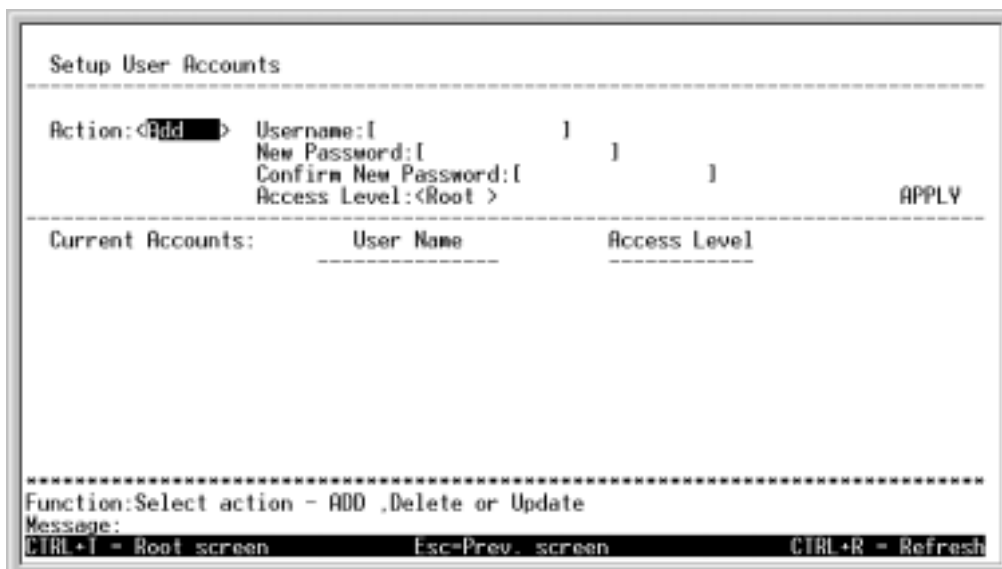 Setup User Accounts
Action:<Add > Username:[ ]
New Password:[ ]
Confirm New Password:[ ]
Access Level:<Root > APPLY
Current Accounts: User Name Access Level
Function:Select action - ADD ,Delete or Update
Message:
CTRL+T = Root screen Esc=Prev. screen CTRL+R = Refresh